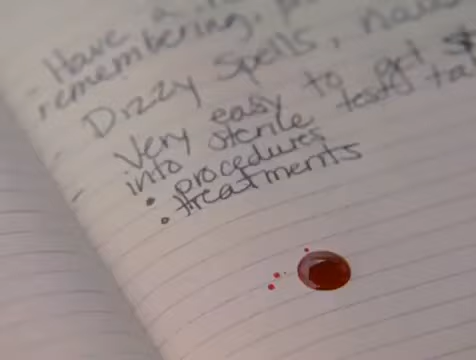 - Have a
remembering,
Dizzy Spells,
Very easy to get
into sterile tests
• procedures
• treatments